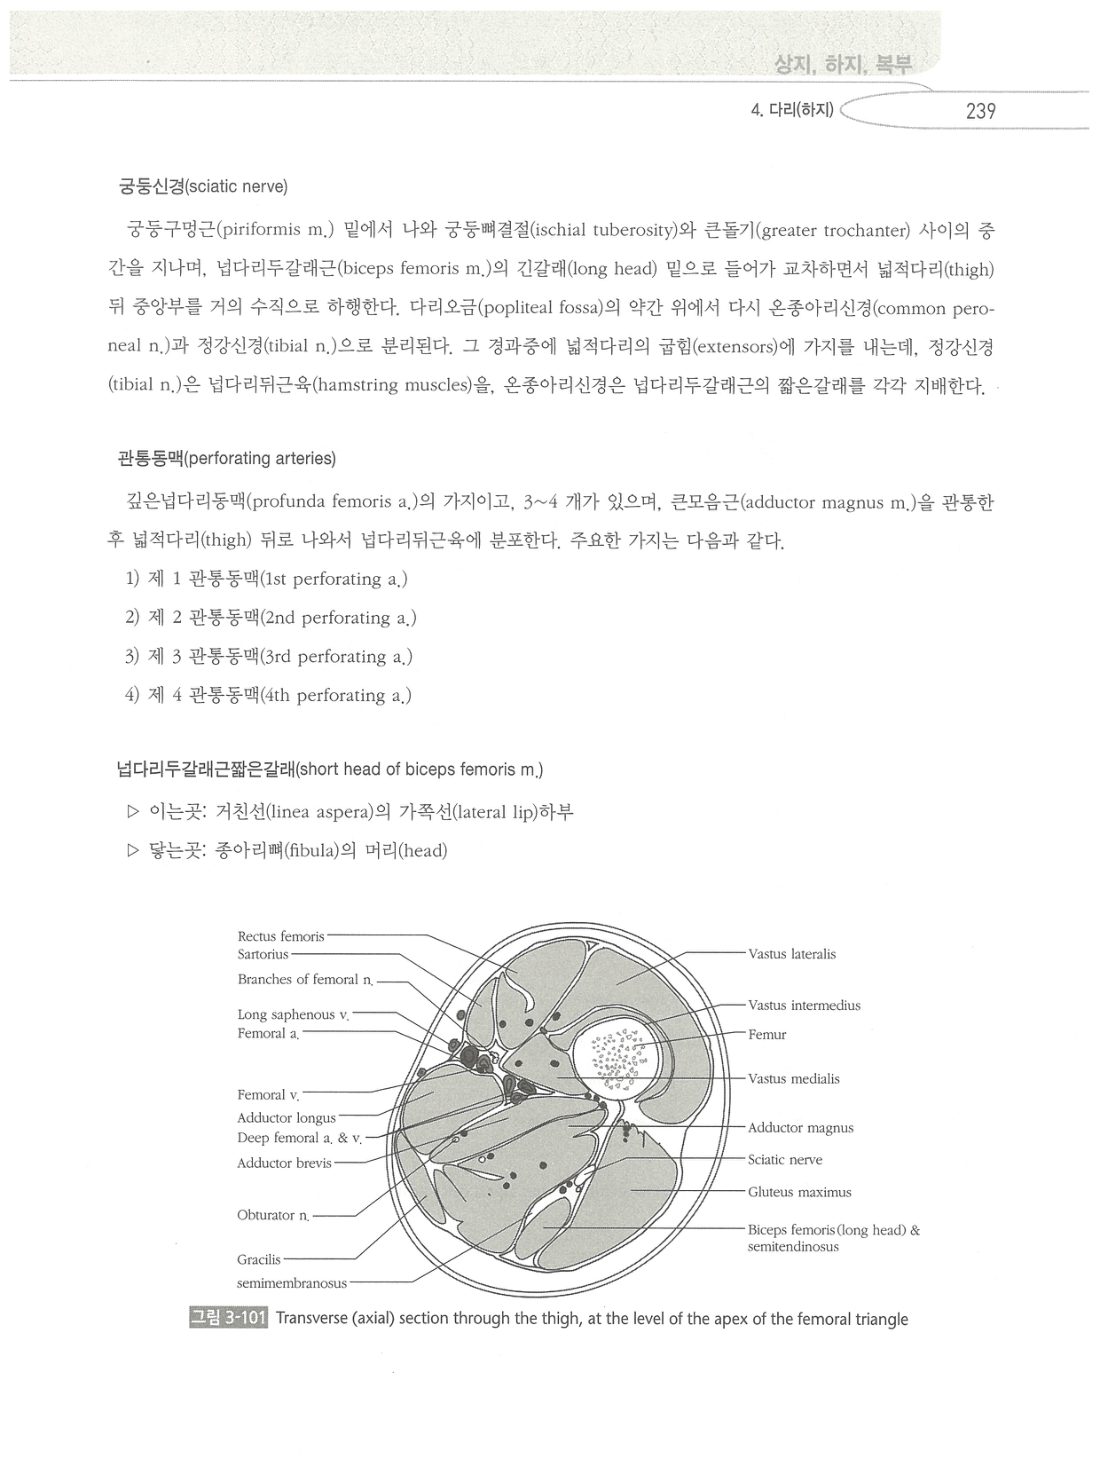 상지, 하지, 복부
4. 다리(하지)
239
궁둥신경(sciatic nerve)
궁둥구멍근(piriformis m.) 밑에서 나와 궁둥뼈결절(ischial tuberosity)와 큰돌기(greater trochanter) 사이의 중
간을 지나며, 넙다리두갈래근(biceps femoris m.)의 긴갈래(long head) 밑으로 들어가 교차하면서 넓적다리(thigh)
뒤 중앙부를 거의 수직으로 하행한다. 다리오금(popliteal fossa)의 약간 위에서 다시 온종아리신경(common pero-
neal n.)과 정강신경(tibial n.)으로 분리된다. 그 경과중에 넓적다리의 굽힘(extensors)에 가지를 내는데, 정강신경
(tibial n.)은 넙다리뒤근육(hamstring muscles)을, 온종아리신경은 넙다리두갈래근의 짧은갈래를 각각 지배한다.
관통동맥(perforating arteries)
깊은넙다리동맥(profunda femoris a.)의 가지이고, 3~4 개가 있으며, 큰모음근(adductor magnus m.)을 관통한
후 넓적다리(thigh) 뒤로 나와서 넙다리뒤근육에 분포한다. 주요한 가지는 다음과 같다.
1) 제 1 관통동맥(1st perforating a.)
2) 제 2 관통동맥(2nd perforating a.)
3) 제 3 관통동맥(3rd perforating a.)
4) 제 4 관통동맥(4th perforating a.)
넙다리두갈래근짧은갈래(short head of biceps femoris m.)
▷ 이는곳: 거친선(linea aspera)의 가쪽선(lateral lip)하부
▷ 닿는곳: 종아리뼈(fibula)의 머리(head)
Rectus femoris
Sartorius
Branches of femoral n.
Long saphenous v.
Femoral a.
Femoral v.
Adductor longus
Deep femoral a. & v.
Adductor brevis
Obturator n.
Gracilis
semimembranosus
Vastus lateralis
Vastus intermedius
Femur
Vastus medialis
Adductor magnus
Sciatic nerve
Gluteus maximus
Biceps femoris(long head) &
semitendinosus
그림 3-101 Transverse (axial) section through the thigh, at the level of the apex of the femoral triangle